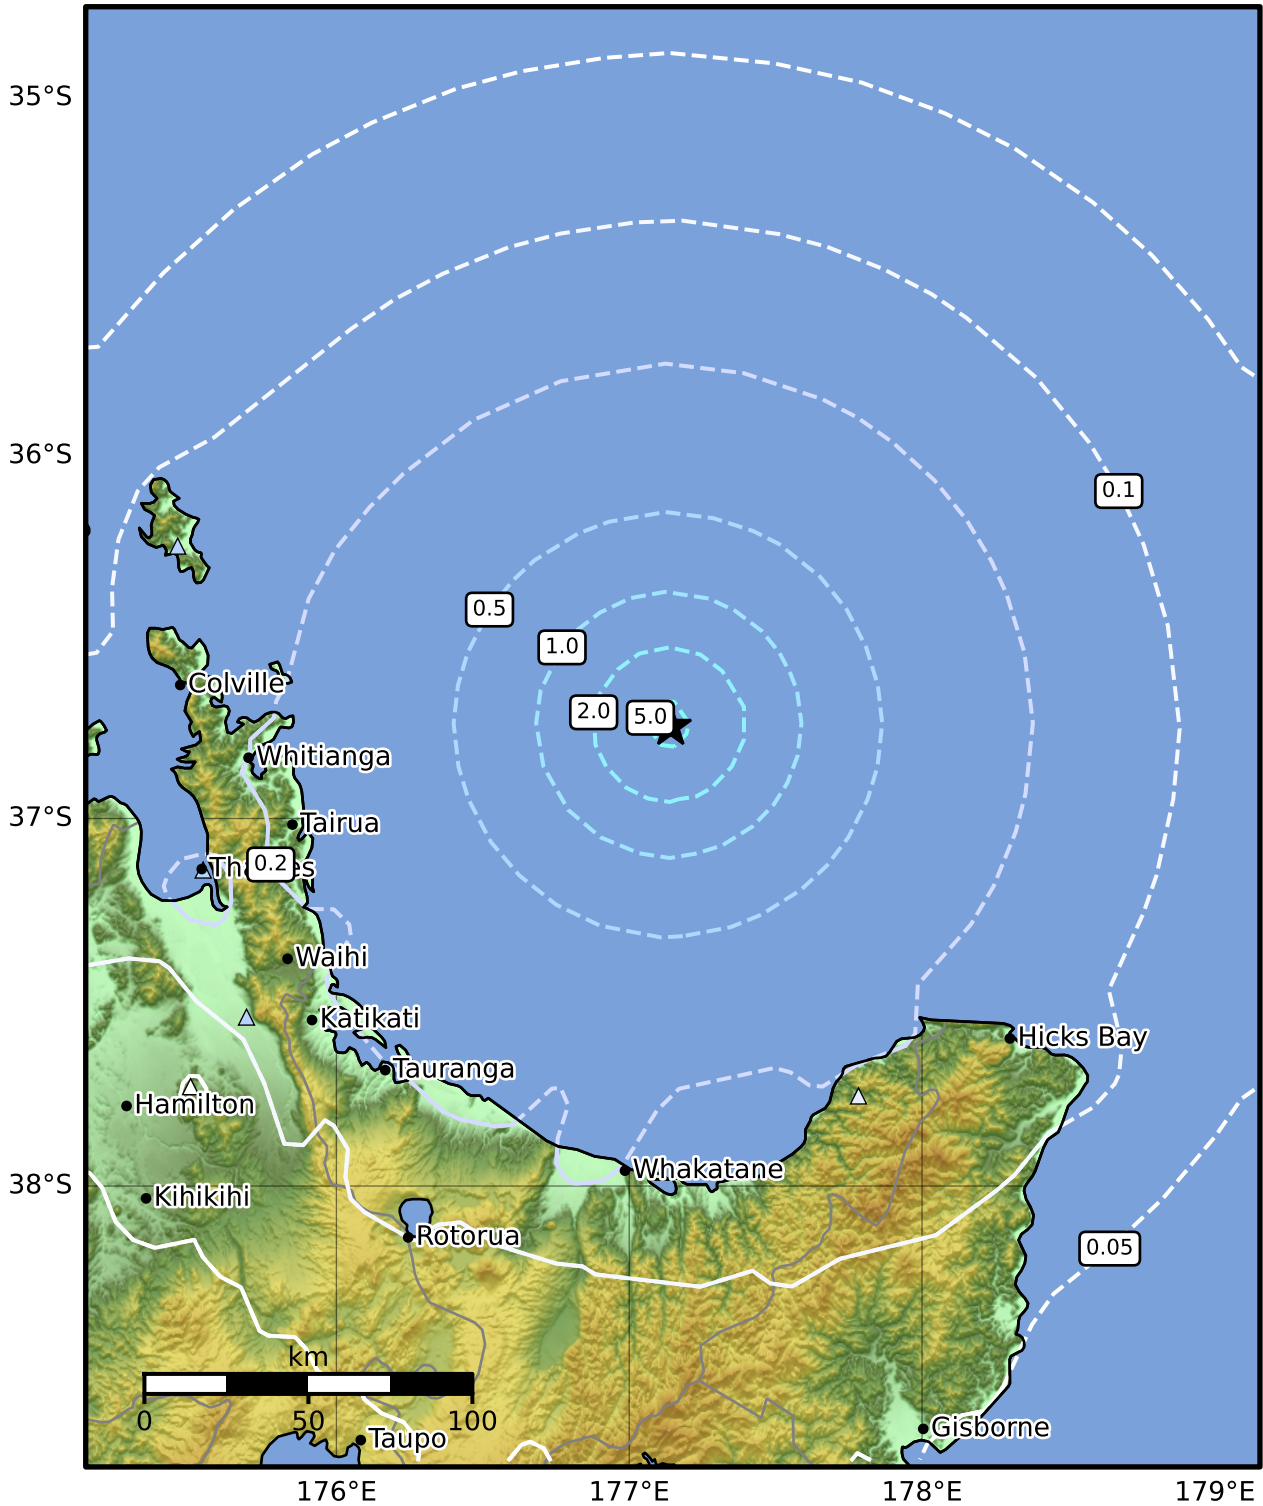 35°S
36°S
0.1
0.5
1.0
Colville
2.0
5.0
Whitianga
37°S
Tairua
Thames
0.2
Waihi
Katikati
Hicks Bay
Tauranga
Hamilton
Whakatane
38°S
Kihikihi
Rotorua
0.05
km
0 50 100
Gisborne
Taupo
176°E 177°E 178°E 179°E